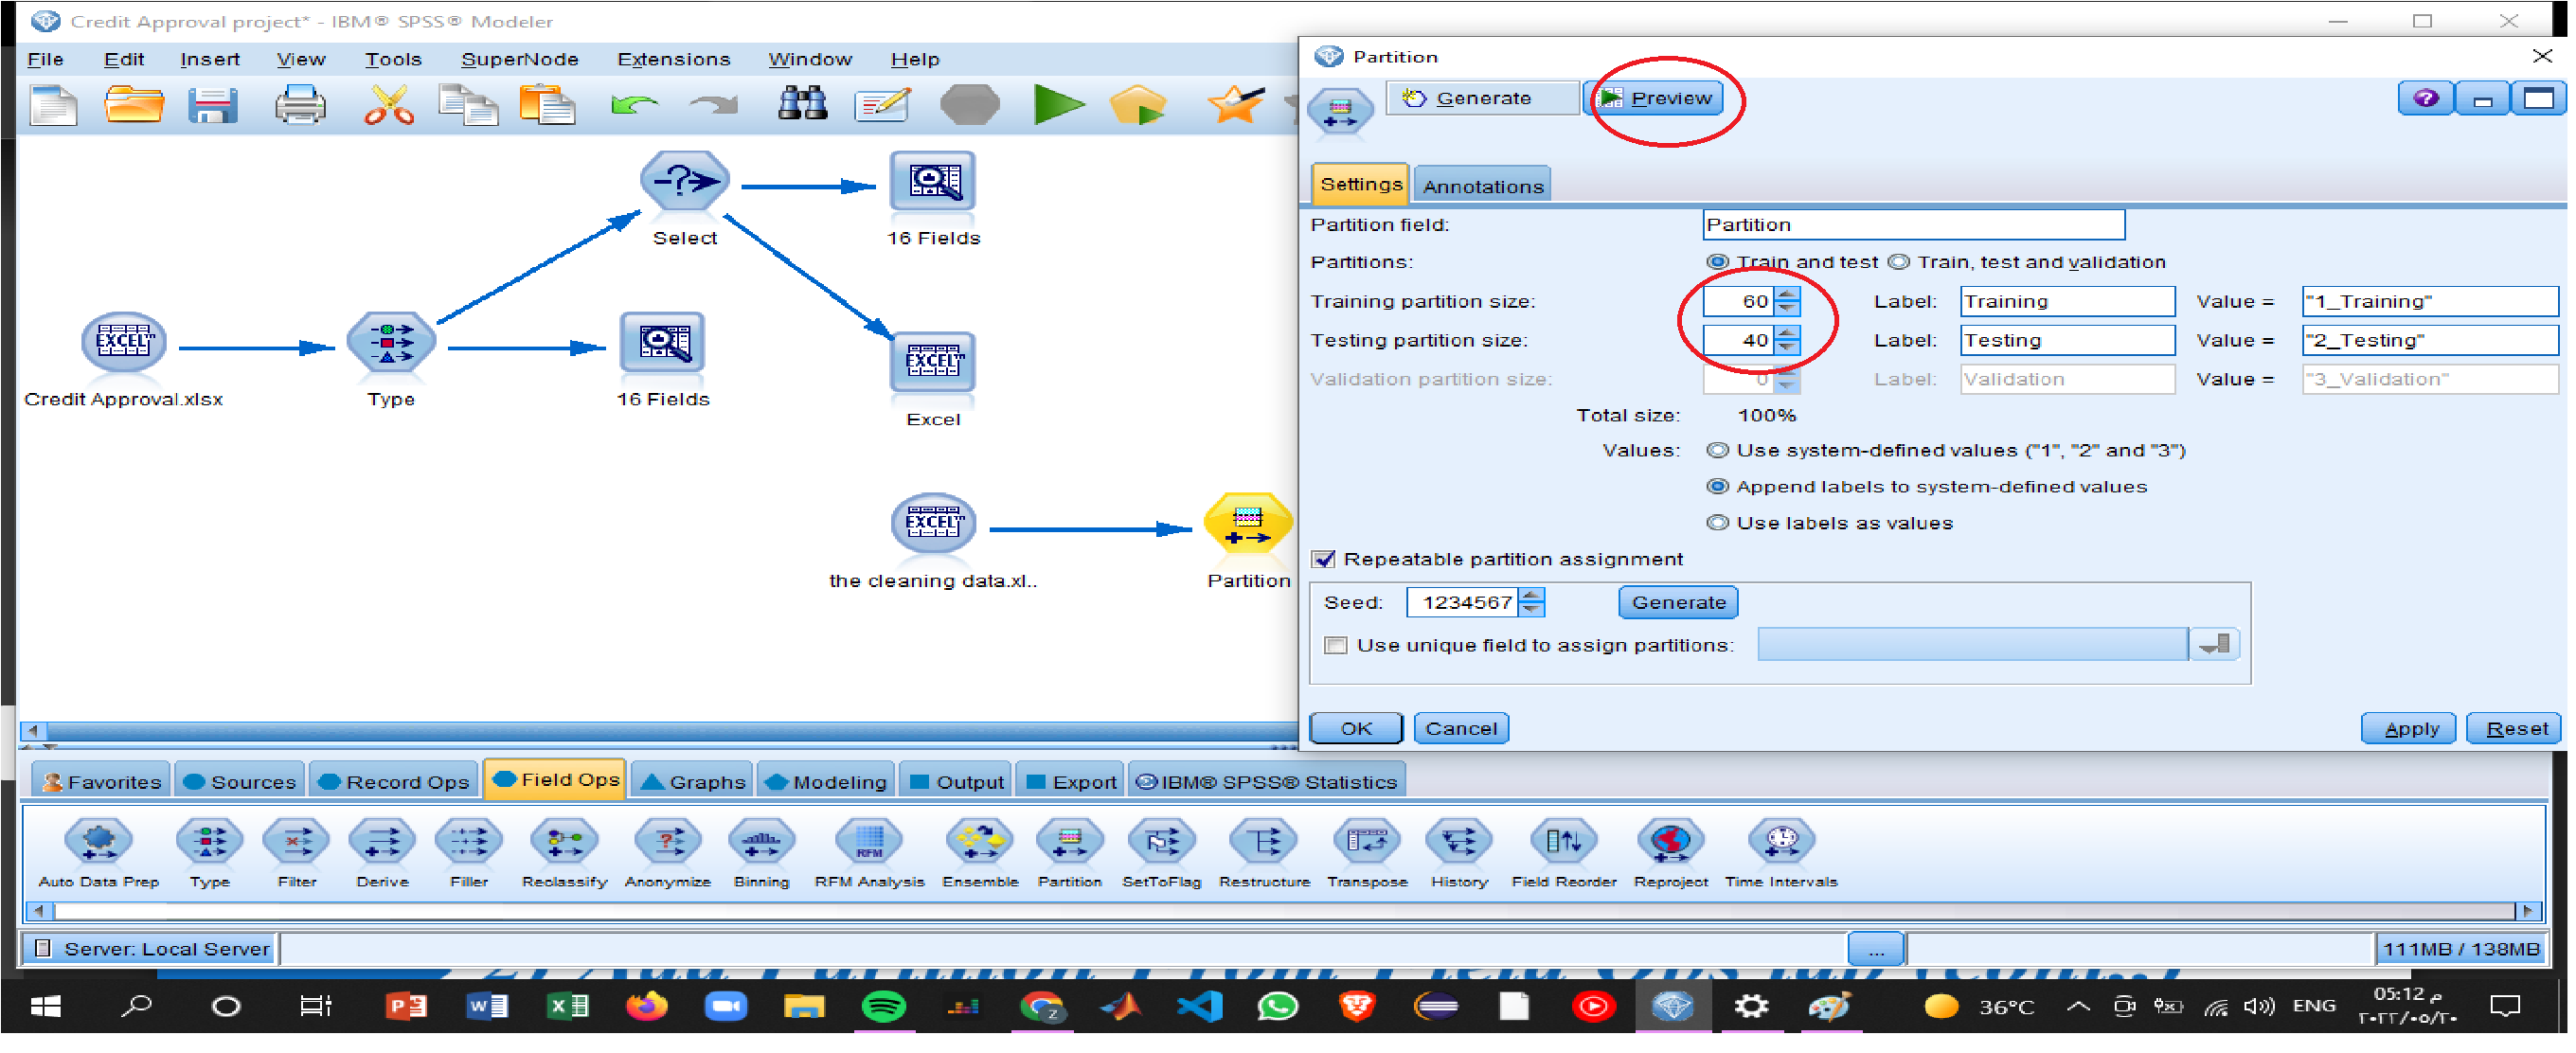 Credit Approval project* - IBM® SPSS® Modeler
File Edit Insert View Tools SuperNode Extensions Window Help
Select
16 Fields
EXCEL™
Credit Approval.xlsx
Type
16 Fields
EXCEL™
Excel
EXCEL™
the cleaning data.xl..
Partition
Partition
Generate Preview
Settings Annotations
Partition field: Partition
Partitions: Train and test Train, test and validation
Training partition size: 60 Label: Training Value = "1_Training"
Testing partition size: 40 Label: Testing Value = "2_Testing"
Validation partition size: 0 Label: Validation Value = "3_Validation"
Total size: 100%
Values: Use system-defined values ("1", "2" and "3")
Append labels to system-defined values
Use labels as values
Repeatable partition assignment
Seed: 1234567 Generate
Use unique field to assign partitions:
OK Cancel Apply Reset
Favorites Sources Record Ops Field Ops Graphs Modeling Output Export IBM® SPSS® Statistics
RFM
Auto Data Prep Type Filter Derive Filler Reclassify Anonymize Binning RFM Analysis Ensemble Partition SetToFlag Restructure Transpose History Field Reorder Reproject Time Intervals
Server: Local Server ... 111MB / 138MB
36°C ENG 05:12 م
٢٠٢٢/٠٥/٢٠